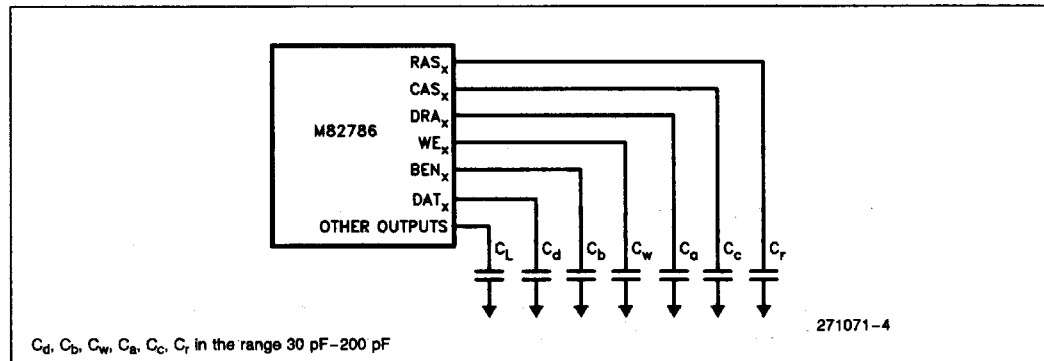 RASx
CASx
DRAx
M82786
WEx
BENx
DATx
OTHER OUTPUTS
CL Cd Cb Cw Ca Cc Cr
271071–4
Cd, Cb, Cw, Ca, Cc, Cr in the range 30 pF–200 pF